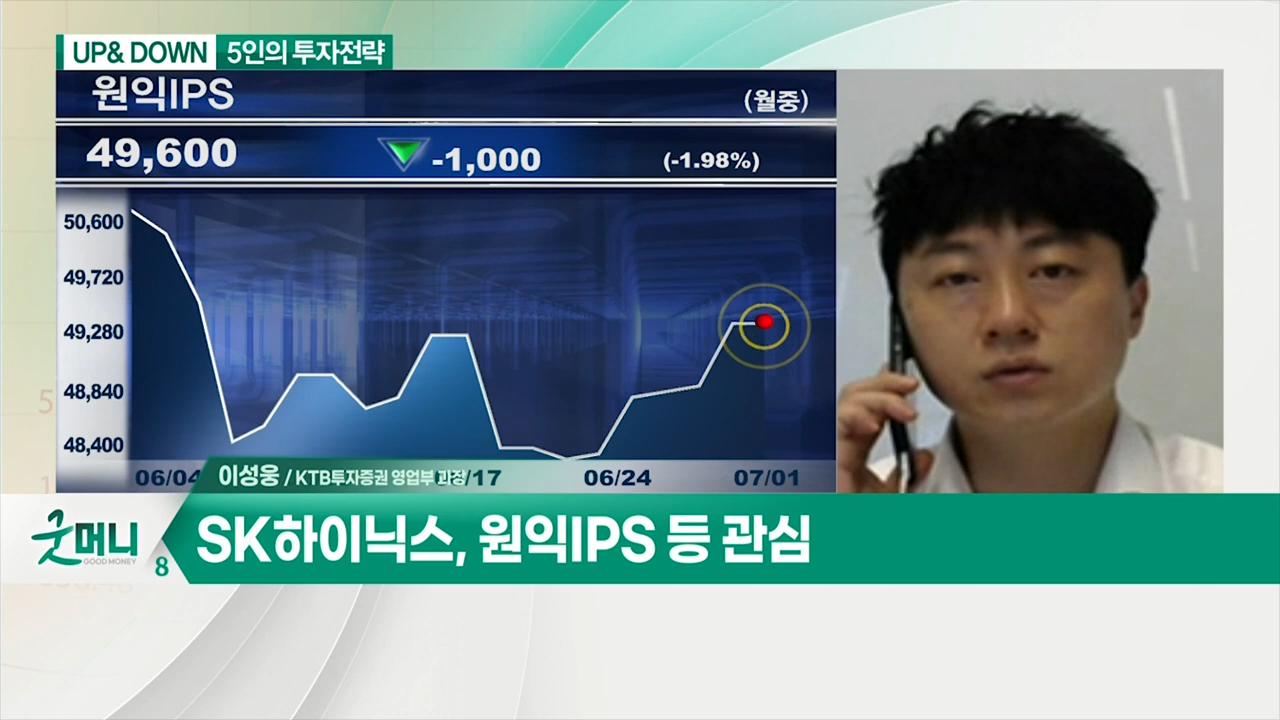 UP& DOWN 5인의 투자전략
원익IPS (월중)
49,600 -1,000 (-1.98%)
50,600
49,720
49,280
48,840
48,400
06/04 /17 06/24 07/01
이성웅 / KTB투자증권 영업부 과장
굿머니
GOOD MONEY
8
SK하이닉스, 원익IPS 등 관심